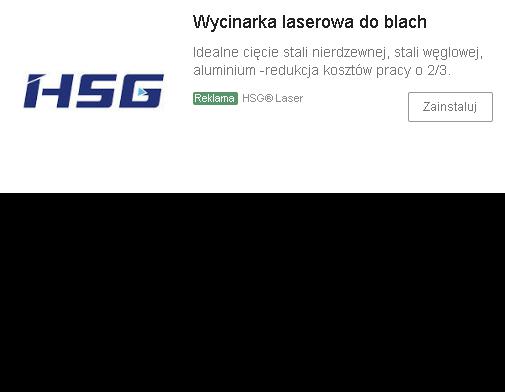 Wycinarka laserowa do blach
Idealne cięcie stali nierdzewnej, stali węglowej,
aluminium -redukcja kosztów pracy o 2/3.
HSG
Reklama HSG® Laser
Zainstaluj